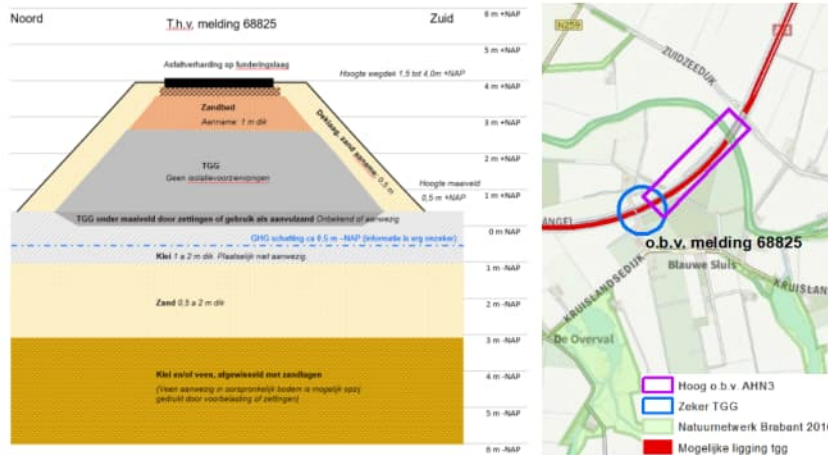 Noord
T.h.v. melding 68825
Zuid
6 m +NAP
5 m +NAP
Asfaltverharding op funderingslaag
Hoogte wegdek 1,5 tot 4,0m +NAP
4 m +NAP
Zandbed
Aanname: 1 m dik
Deklaag, zand aanname: 0,5 m
3 m +NAP
TGG
Geen isolatievoorzieningen
2 m +NAP
Hoogte maaiveld
0,5 m +NAP
1 m +NAP
TGG onder maaiveld door zettingen of gebruik als aanvulzand Onbekend of aanwezig
0 m NAP
GHG schatting ca 0,5 m –NAP (informatie is erg onzeker)
Klei 1 a 2 m dik. Plaatselijk niet aanwezig.
1 m -NAP
Zand 0,5 a 2 m dik
2 m -NAP
3 m -NAP
Klei en/of veen, afgewisseld met zandlagen
(Veen aanwezig in oorspronkelijk bodem is mogelijk opzij
gedrukt door voorbelasting of zettingen)
4 m -NAP
5 m -NAP
6 m -NAP
N259
ZUIDZEEDIJK
ANGEL
o.b.v. melding 68825
Blauwe Sluis
KRUISLANDSEDIJK
KRUISL
De Overval
Hoog o.b.v. AHN3
Zeker TGG
Natuurnetwerk Brabant 2016
Mogelijke ligging tgg